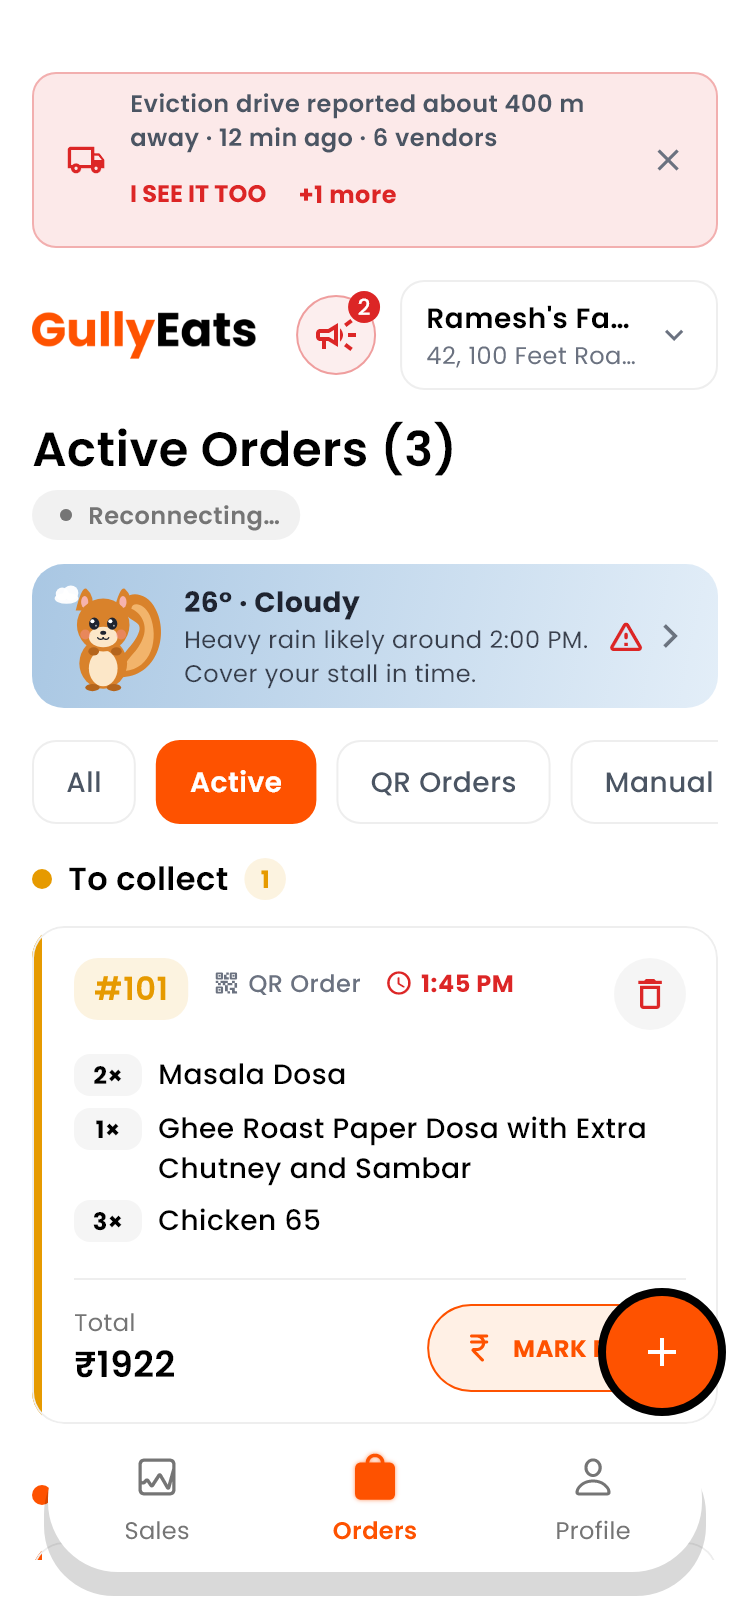 Eviction drive reported about 400 m
away · 12 min ago · 6 vendors
I SEE IT TOO +1 more
GullyEats
2
Ramesh's Fa...
42, 100 Feet Roa...
Active Orders (3)
Reconnecting...
26° · Cloudy
Heavy rain likely around 2:00 PM.
Cover your stall in time.
All Active QR Orders Manual
To collect 1
#101 QR Order 1:45 PM
2× Masala Dosa
1× Ghee Roast Paper Dosa with Extra
Chutney and Sambar
3× Chicken 65
Total
₹1922
₹ MARK
+
Sales Orders Profile